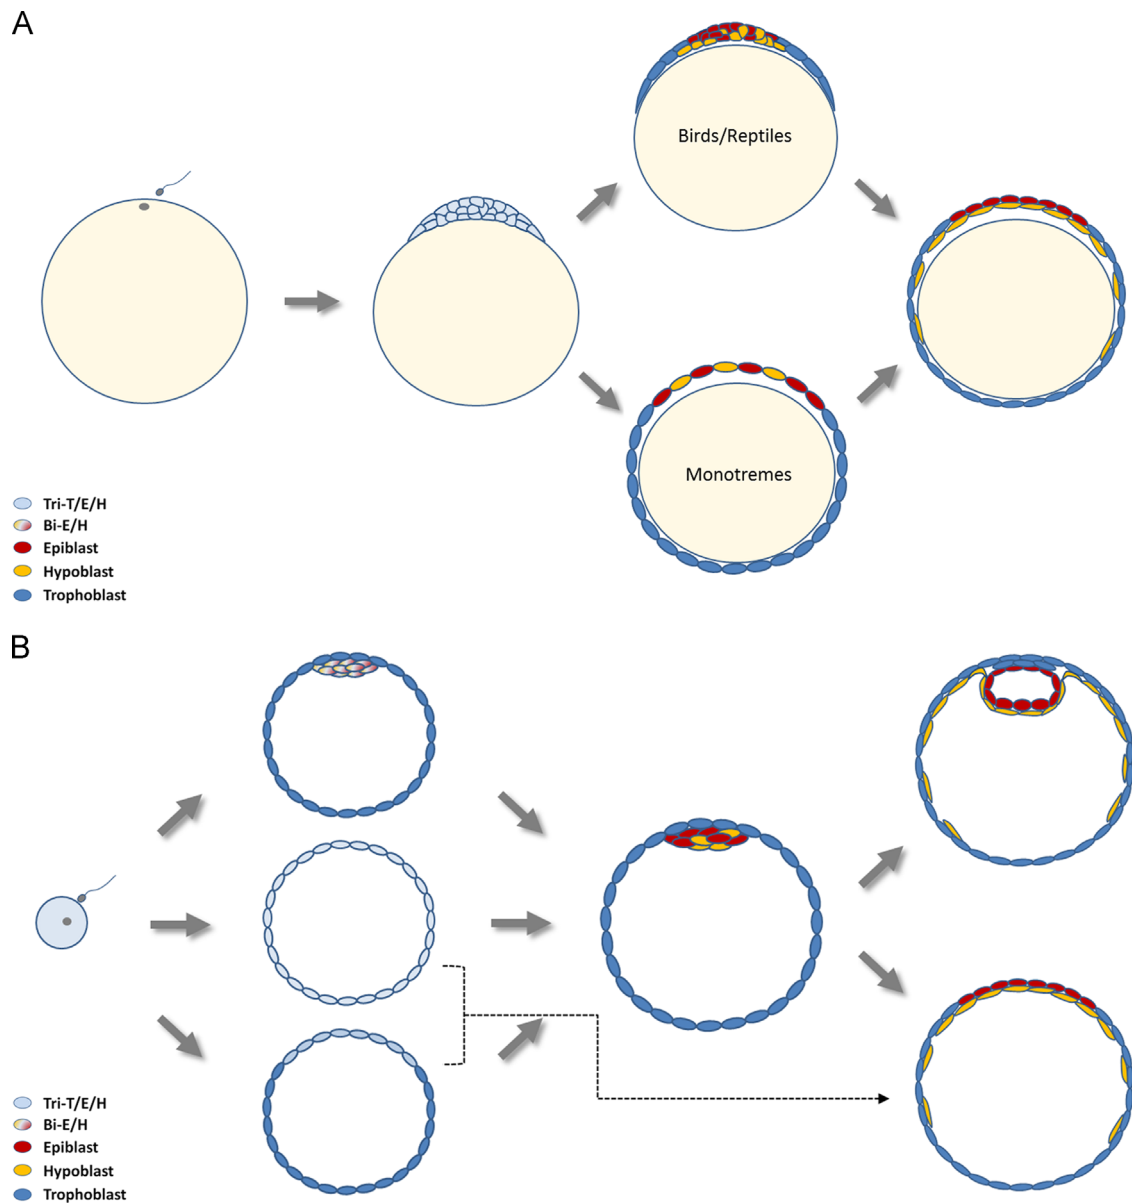 A
Birds/Reptiles
Monotremes
Tri-T/E/H
Bi-E/H
Epiblast
Hypoblast
Trophoblast
B
Tri-T/E/H
Bi-E/H
Epiblast
Hypoblast
Trophoblast